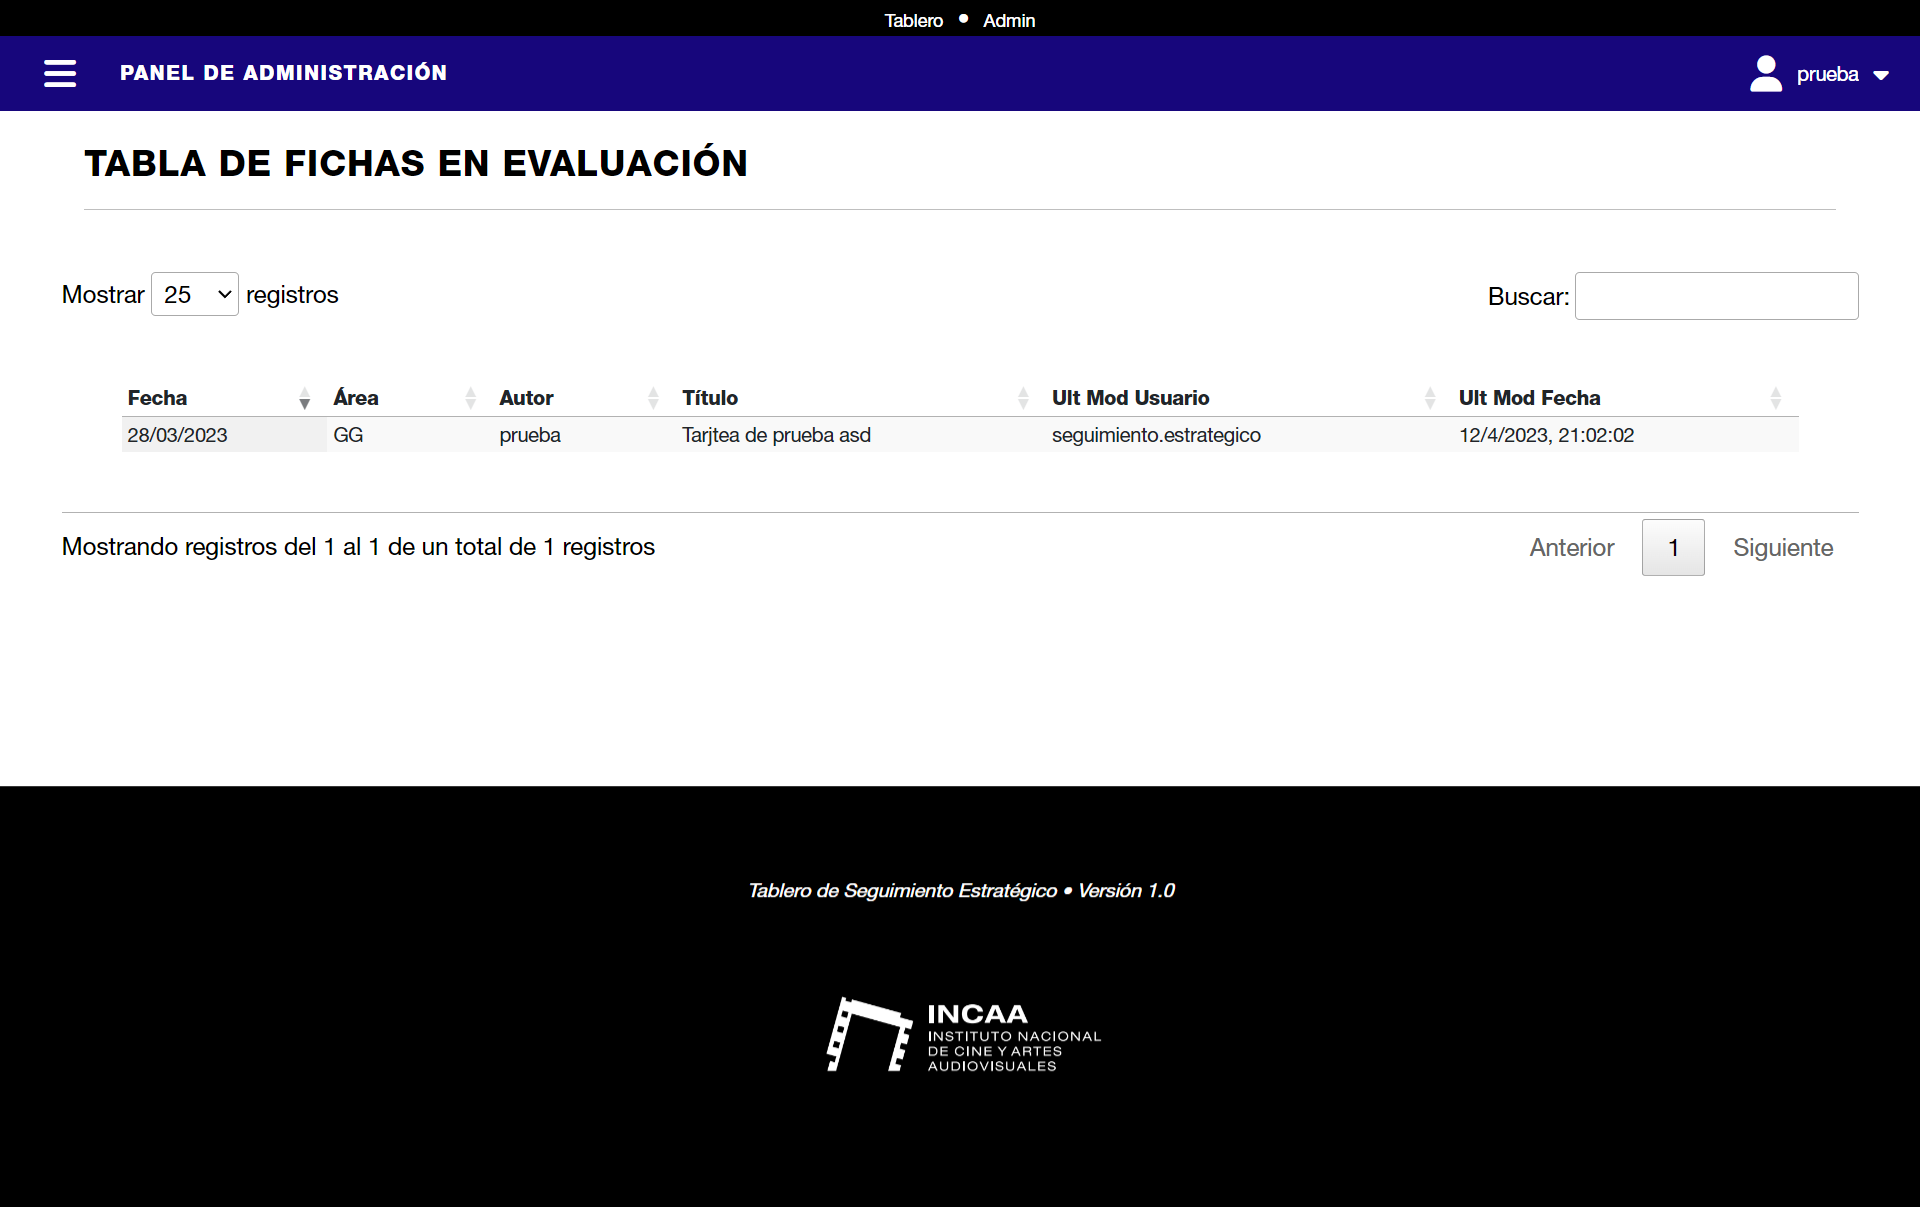 Tablero • Admin
PANEL DE ADMINISTRACIÓN
prueba
TABLA DE FICHAS EN EVALUACIÓN
Mostrar 25 registros
Buscar:
Fecha Área Autor Título Ult Mod Usuario Ult Mod Fecha
28/03/2023 GG prueba Tarjtea de prueba asd seguimiento.estrategico 12/4/2023, 21:02:02
Mostrando registros del 1 al 1 de un total de 1 registros
Anterior 1 Siguiente
Tablero de Seguimiento Estratégico • Versión 1.0
INCAA
INSTITUTO NACIONAL
DE CINE Y ARTES
AUDIOVISUALES